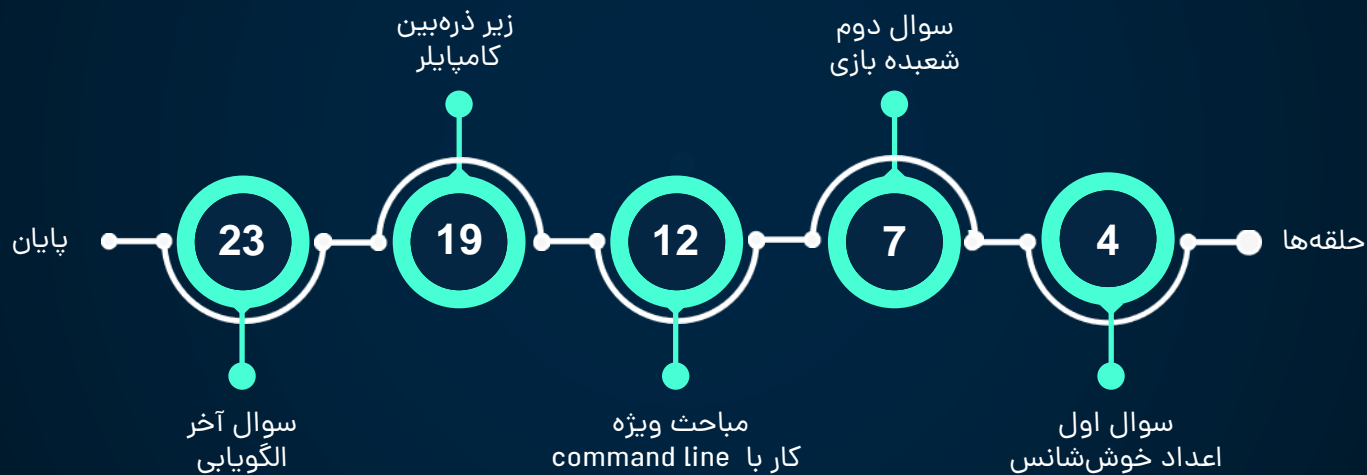 حلقه‌ها
4
سوال اول
اعداد خوش‌شانس
سوال دوم
شعبده بازی
7
12
مباحث ویژه
کار با command line
زیر ذره‌بین
کامپایلر
19
23
سوال آخر
الگویابی
پایان